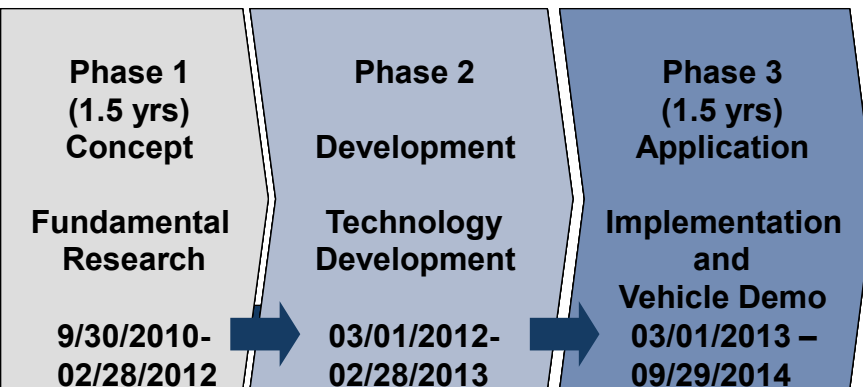 Phase 1
(1.5 yrs)
Concept
Fundamental
Research
9/30/2010-
02/28/2012
Phase 2
Development
Technology
Development
03/01/2012-
02/28/2013
Phase 3
(1.5 yrs)
Application
Implementation
and
Vehicle Demo
03/01/2013 –
09/29/2014